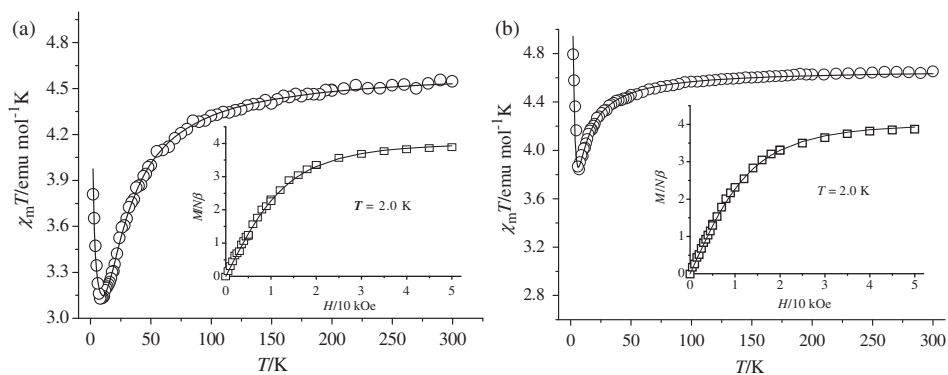 (a)
χmT/emu mol⁻¹K
4.8
4.5
4.2
3.9
3.6
3.3
3.0
0 50 100 150 200 250 300
T/K
M/Nβ
4
3
2
1
0
0 1 2 3 4 5
H/10 kOe
T = 2.0 K
(b)
χmT/emu mol⁻¹K
4.8
4.4
4.0
3.6
3.2
2.8
0 50 100 150 200 250 300
T/K
M/Nβ
4
3
2
1
0
0 1 2 3 4 5
H/10 kOe
T = 2.0 K